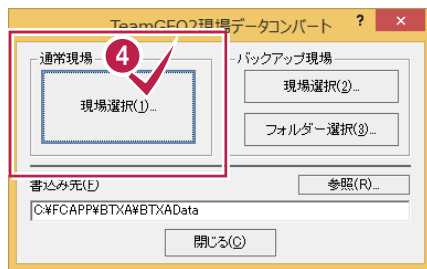 TeamGEO2現場データコンバート ? ×
通常現場
4
現場選択(1)...
バックアップ現場
現場選択(2)...
フォルダー選択(3)...
書込み先(F)
参照(R)...
C:¥FCAPP¥BTXA¥BTXAData
閉じる(C)